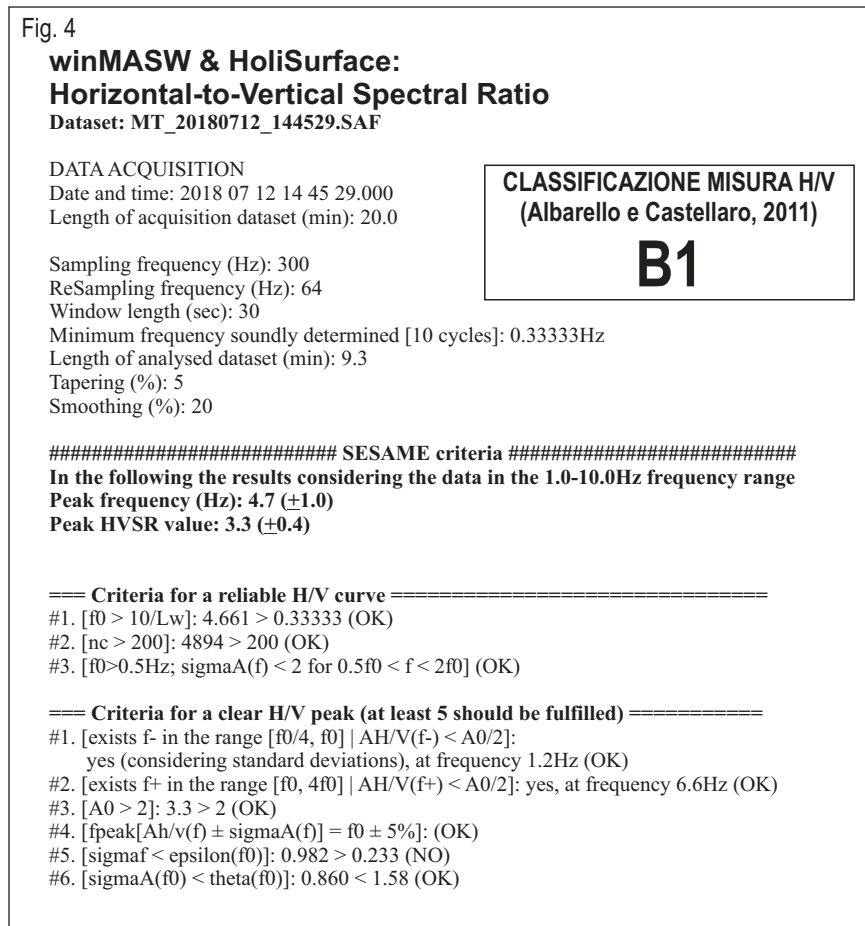 Fig. 4
winMASW & HoliSurface:
Horizontal-to-Vertical Spectral Ratio
Dataset: MT_20180712_144529.SAF
DATA ACQUISITION
Date and time: 2018 07 12 14 45 29.000
Length of acquisition dataset (min): 20.0
CLASSIFICAZIONE MISURA H/V
(Albarello e Castellaro, 2011)
B1
Sampling frequency (Hz): 300
ReSampling frequency (Hz): 64
Window length (sec): 30
Minimum frequency soundly determined [10 cycles]: 0.33333Hz
Length of analysed dataset (min): 9.3
Tapering (%): 5
Smoothing (%): 20
########################### SESAME criteria ###########################
In the following the results considering the data in the 1.0-10.0Hz frequency range
Peak frequency (Hz): 4.7 (±1.0)
Peak HVSR value: 3.3 (±0.4)
=== Criteria for a reliable H/V curve ===============================
#1. [f0 > 10/Lw]: 4.661 > 0.33333 (OK)
#2. [nc > 200]: 4894 > 200 (OK)
#3. [f0>0.5Hz; sigmaA(f) < 2 for 0.5f0 < f < 2f0] (OK)
=== Criteria for a clear H/V peak (at least 5 should be fulfilled) ===========
#1. [exists f- in the range [f0/4, f0] | AH/V(f-) < A0/2]:
yes (considering standard deviations), at frequency 1.2Hz (OK)
#2. [exists f+ in the range [f0, 4f0] | AH/V(f+) < A0/2]: yes, at frequency 6.6Hz (OK)
#3. [A0 > 2]: 3.3 > 2 (OK)
#4. [fpeak[Ah/v(f) ± sigmaA(f)] = f0 ± 5%]: (OK)
#5. [sigmaf < epsilon(f0)]: 0.982 > 0.233 (NO)
#6. [sigmaA(f0) < theta(f0)]: 0.860 < 1.58 (OK)